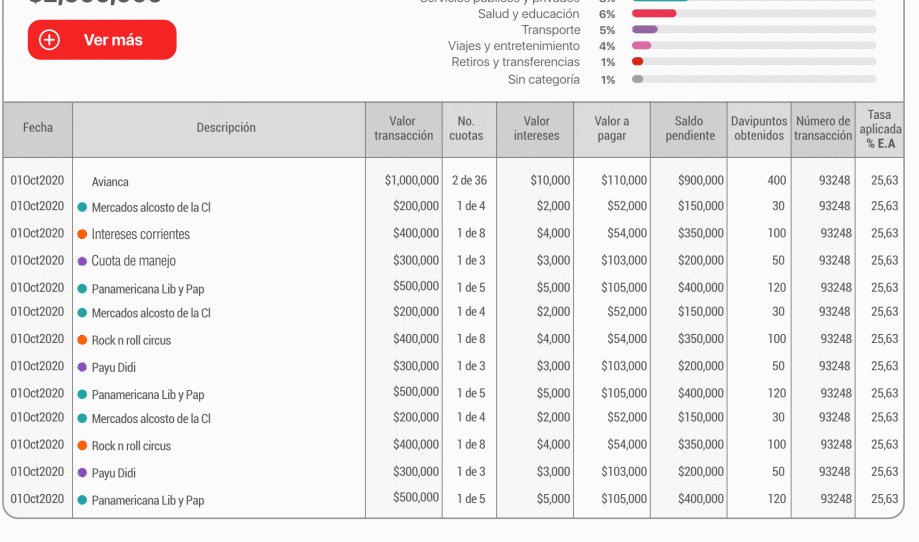 $2,000,000
Ver más
Servicios públicos y privados 8%
Salud y educación 6%
Transporte 5%
Viajes y entretenimiento 4%
Retiros y transferencias 1%
Sin categoría 1%
Fecha Descripción Valor transacción No. cuotas Valor intereses Valor a pagar Saldo pendiente Davipuntos obtenidos Número de transacción Tasa aplicada % E.A
01Oct2020 Avianca $1,000,000 2 de 36 $10,000 $110,000 $900,000 400 93248 25,63
01Oct2020 Mercados alcosto de la Cl $200,000 1 de 4 $2,000 $52,000 $150,000 30 93248 25,63
01Oct2020 Intereses corrientes $400,000 1 de 8 $4,000 $54,000 $350,000 100 93248 25,63
01Oct2020 Cuota de manejo $300,000 1 de 3 $3,000 $103,000 $200,000 50 93248 25,63
01Oct2020 Panamericana Lib y Pap $500,000 1 de 5 $5,000 $105,000 $400,000 120 93248 25,63
01Oct2020 Mercados alcosto de la Cl $200,000 1 de 4 $2,000 $52,000 $150,000 30 93248 25,63
01Oct2020 Rock n roll circus $400,000 1 de 8 $4,000 $54,000 $350,000 100 93248 25,63
01Oct2020 Payu Didi $300,000 1 de 3 $3,000 $103,000 $200,000 50 93248 25,63
01Oct2020 Panamericana Lib y Pap $500,000 1 de 5 $5,000 $105,000 $400,000 120 93248 25,63
01Oct2020 Mercados alcosto de la Cl $200,000 1 de 4 $2,000 $52,000 $150,000 30 93248 25,63
01Oct2020 Rock n roll circus $400,000 1 de 8 $4,000 $54,000 $350,000 100 93248 25,63
01Oct2020 Payu Didi $300,000 1 de 3 $3,000 $103,000 $200,000 50 93248 25,63
01Oct2020 Panamericana Lib y Pap $500,000 1 de 5 $5,000 $105,000 $400,000 120 93248 25,63